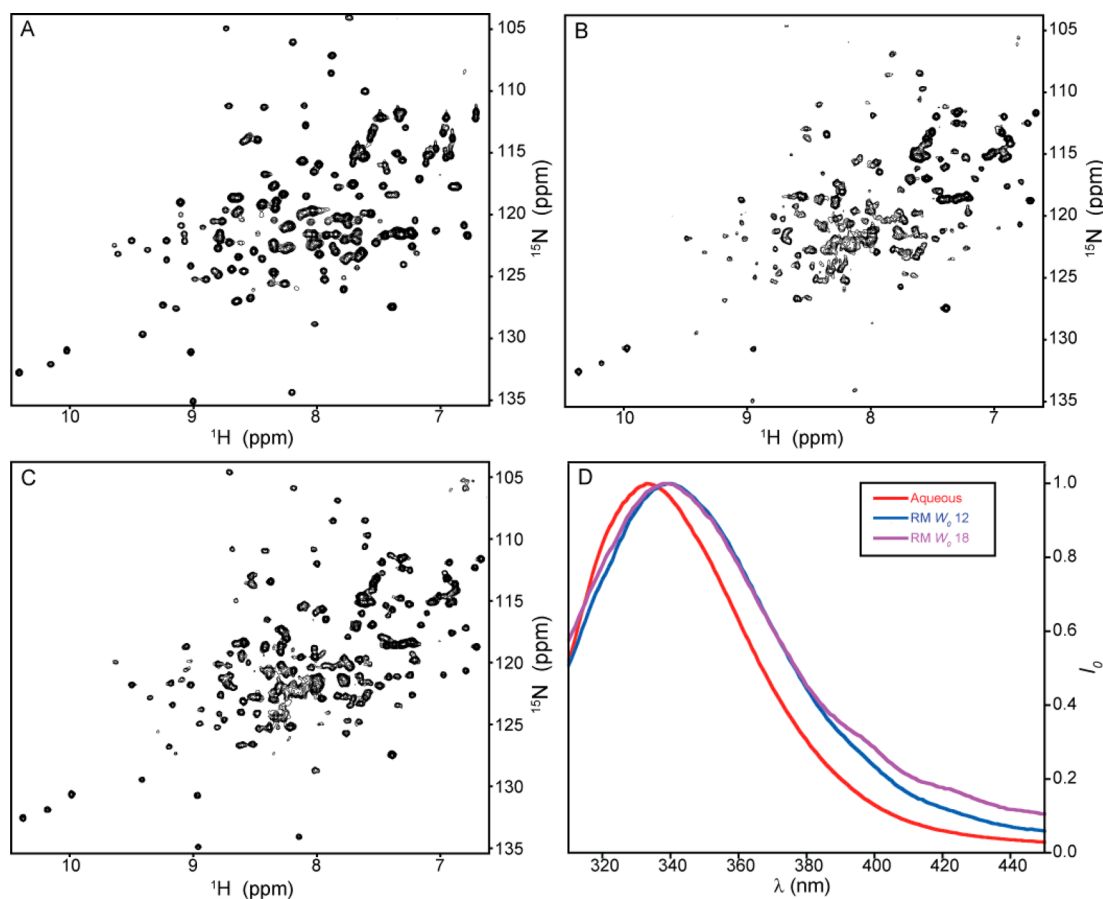 A
105
110
115
120
125
130
135
¹⁵N (ppm)
10 9 8 7
¹H (ppm)
B
105
110
115
120
125
130
135
¹⁵N (ppm)
10 9 8 7
¹H (ppm)
C
105
110
115
120
125
130
135
¹⁵N (ppm)
10 9 8 7
¹H (ppm)
D
Aqueous
RM W₀ 12
RM W₀ 18
1.0
0.8
0.6
0.4
0.2
0.0
I₀
320 340 360 380 400 420 440
λ (nm)